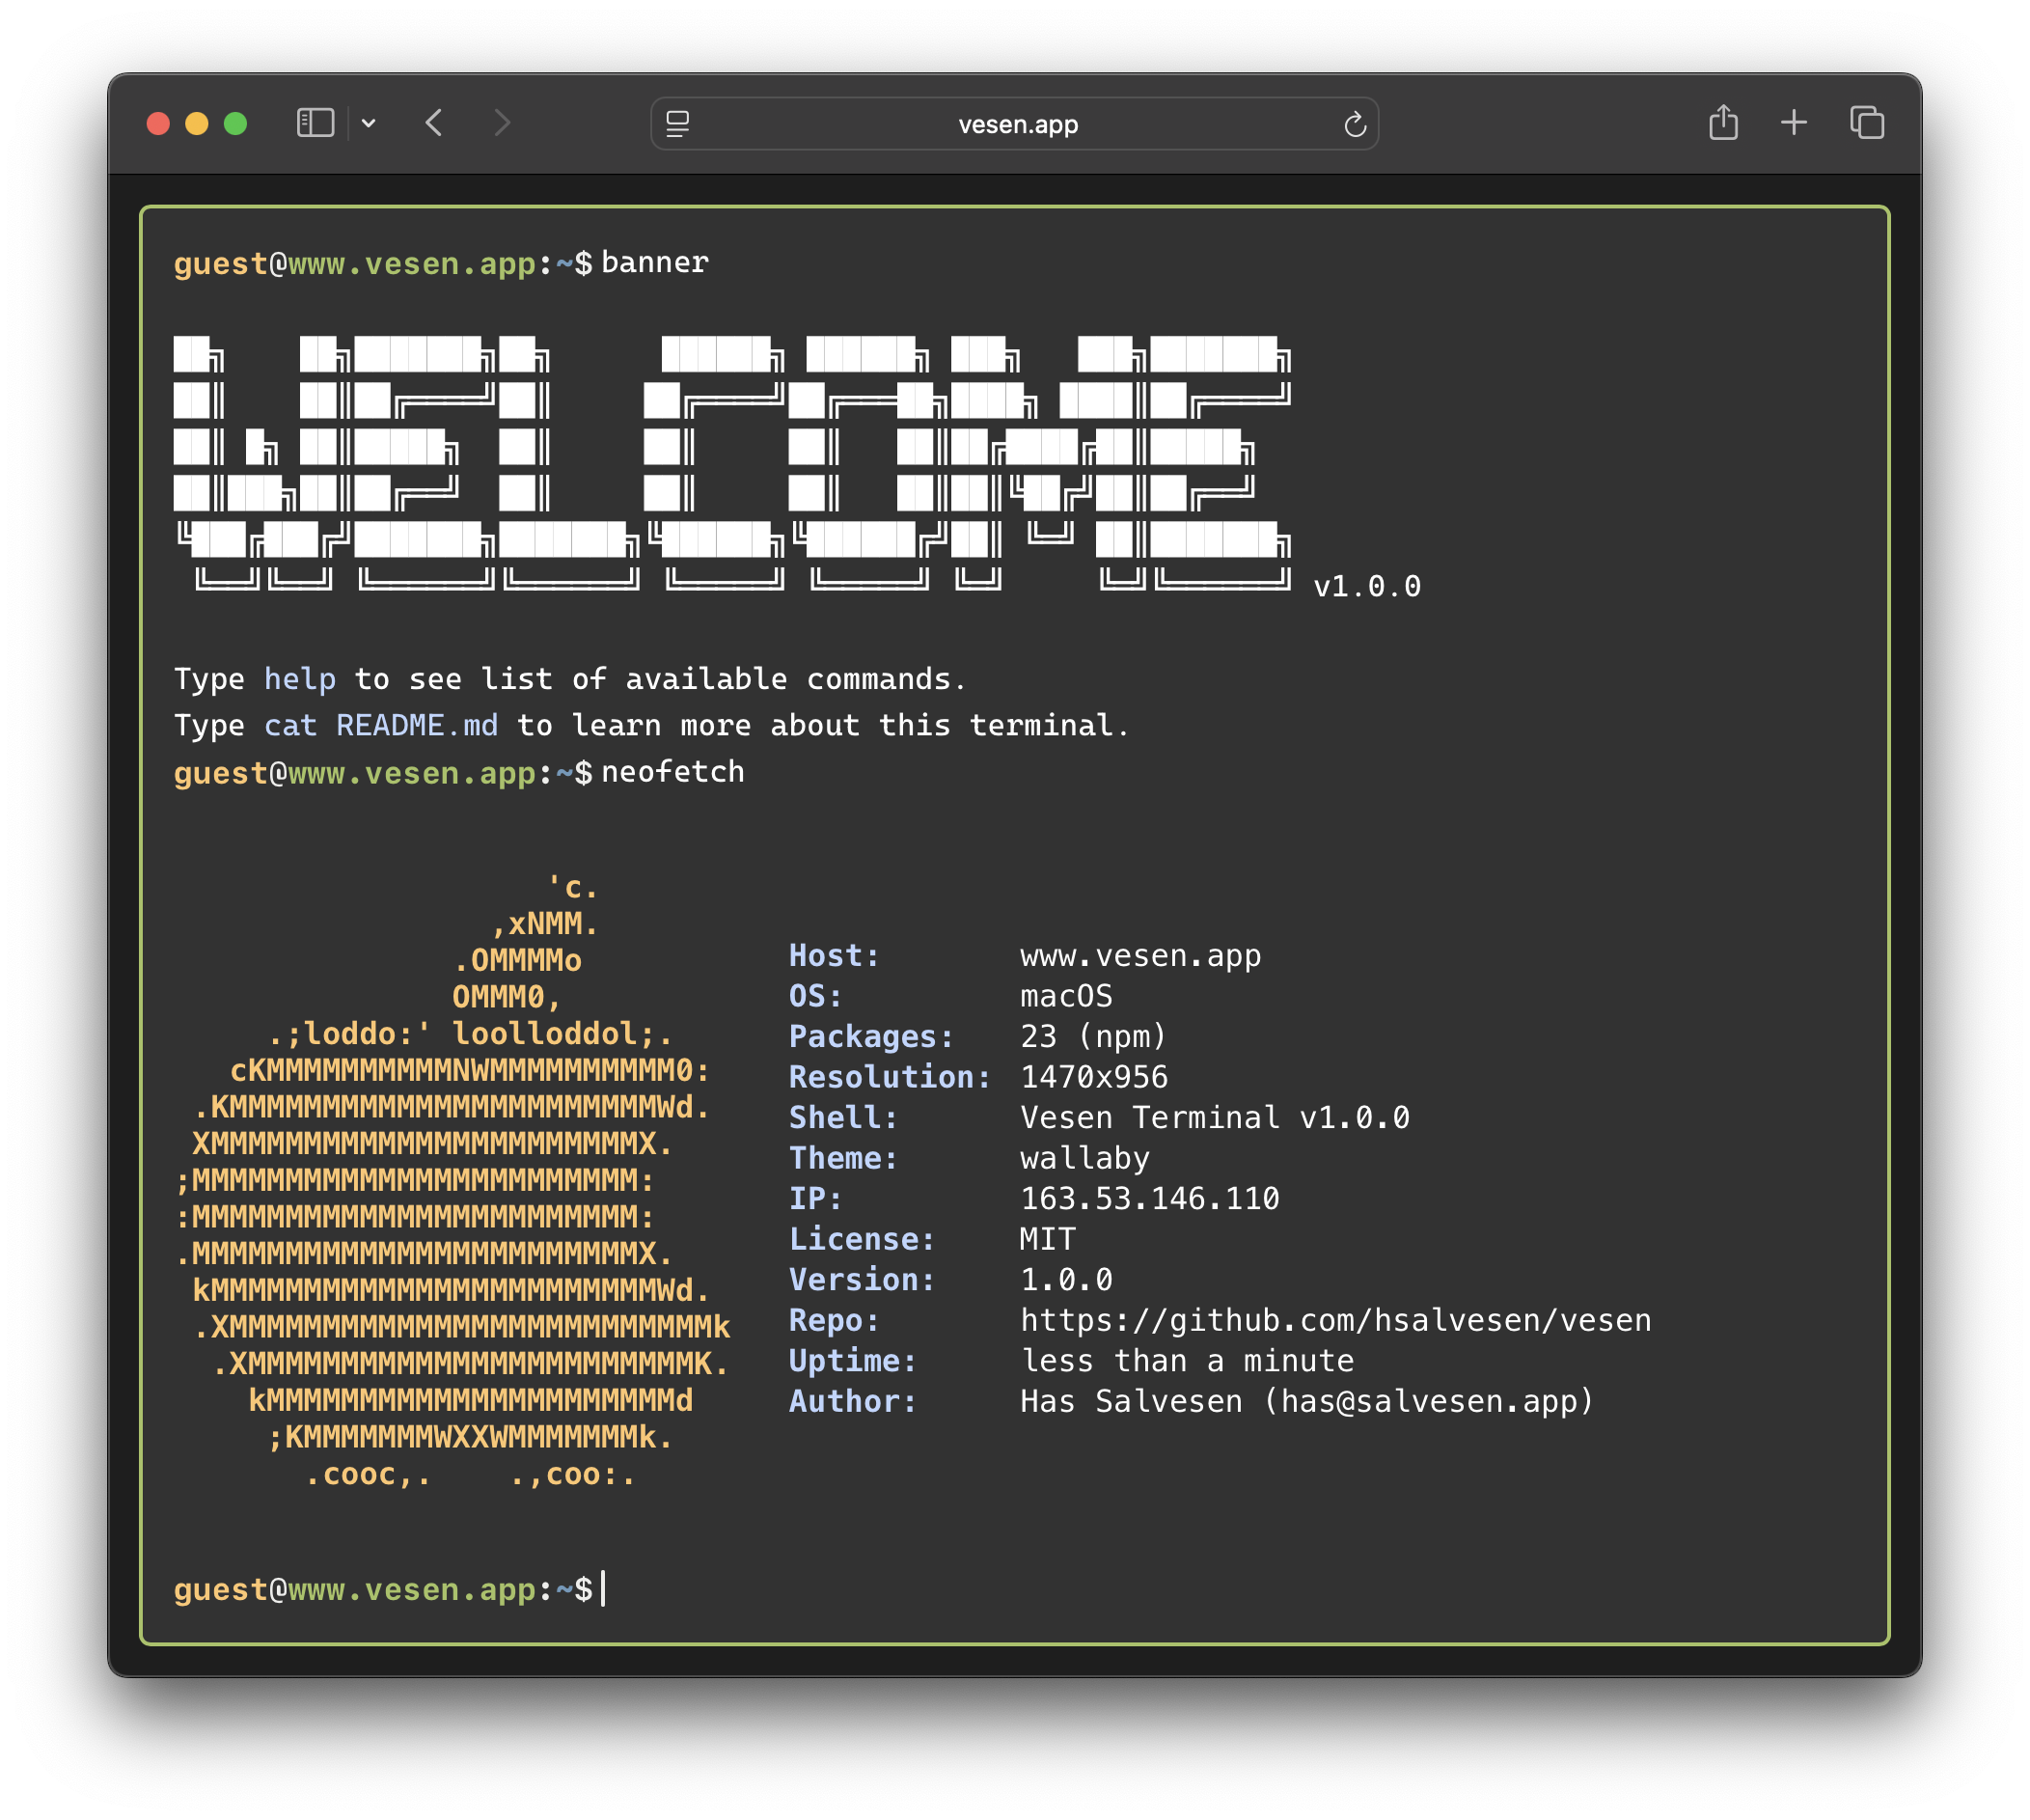 vesen.app
guest@www.vesen.app:~$ banner
WELCOME
v1.0.0
Type help to see list of available commands.
Type cat README.md to learn more about this terminal.
guest@www.vesen.app:~$ neofetch
'c.
,xNMM.
.OMMMMo
OMMM0,
.;loddo:' loolloddol;.
cKMMMMMMMMMMNWMMMMMMMMMM0:
.KMMMMMMMMMMMMMMMMMMMMMMMWd.
XMMMMMMMMMMMMMMMMMMMMMMMX.
;MMMMMMMMMMMMMMMMMMMMMMMM:
:MMMMMMMMMMMMMMMMMMMMMMMM:
.MMMMMMMMMMMMMMMMMMMMMMMMX.
kMMMMMMMMMMMMMMMMMMMMMMMMWd.
.XMMMMMMMMMMMMMMMMMMMMMMMMMMk
.XMMMMMMMMMMMMMMMMMMMMMMMMK.
kMMMMMMMMMMMMMMMMMMMMMMd
;KMMMMMMMWXXWMMMMMMMk.
.cooc,.    .,coo:.
Host: www.vesen.app
OS: macOS
Packages: 23 (npm)
Resolution: 1470x956
Shell: Vesen Terminal v1.0.0
Theme: wallaby
IP: 163.53.146.110
License: MIT
Version: 1.0.0
Repo: https://github.com/hsalvesen/vesen
Uptime: less than a minute
Author: Has Salvesen (has@salvesen.app)
guest@www.vesen.app:~$